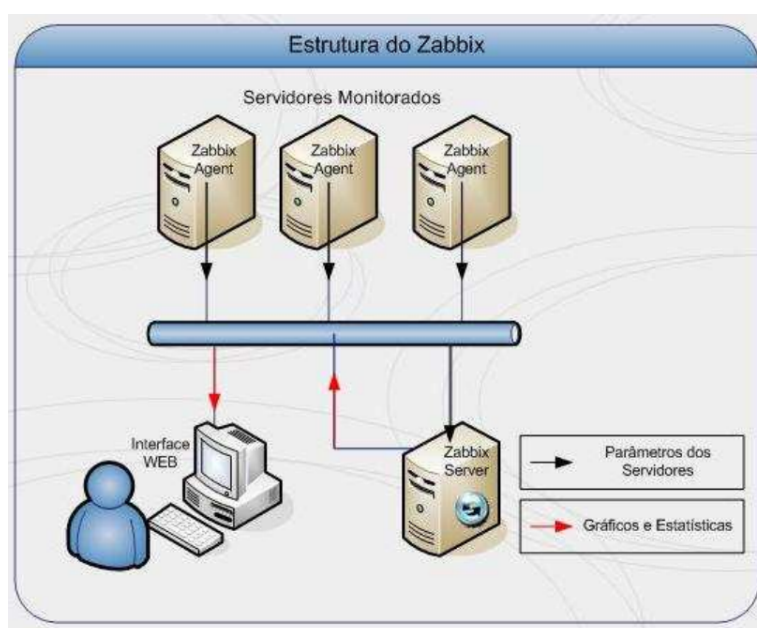 Estrutura do Zabbix
Servidores Monitorados
Zabbix
Agent
Zabbix
Agent
Zabbix
Agent
Interface
WEB
Zabbix
Server
Parâmetros dos
Servidores
Gráficos e Estatísticas